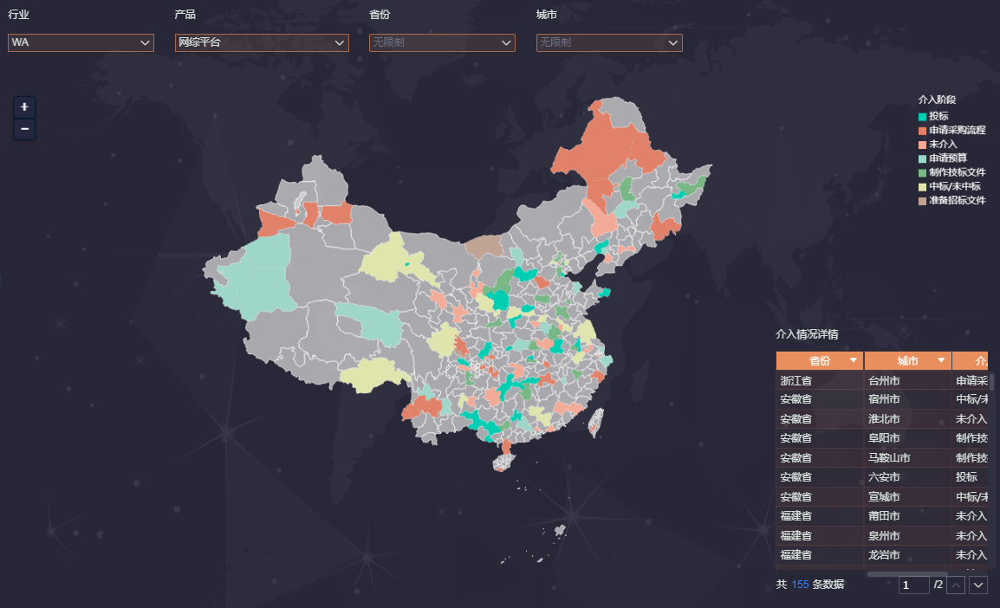 行业
产品
省份
城市
WA
网综平台
无限制
无限制
+
−
介入阶段
投标
申请采购流程
未介入
申请预算
制作技标文件
中标/未中标
准备招标文件
介入情况详情
省份 城市 介
浙江省 台州市 申请采
安徽省 宿州市 中标/未
安徽省 淮北市 未介入
安徽省 阜阳市 制作技
安徽省 马鞍山市 制作技
安徽省 六安市 投标
安徽省 宣城市 中标/未
福建省 莆田市 未介入
福建省 泉州市 未介入
福建省 龙岩市 未介入
共 155 条数据 1 /2